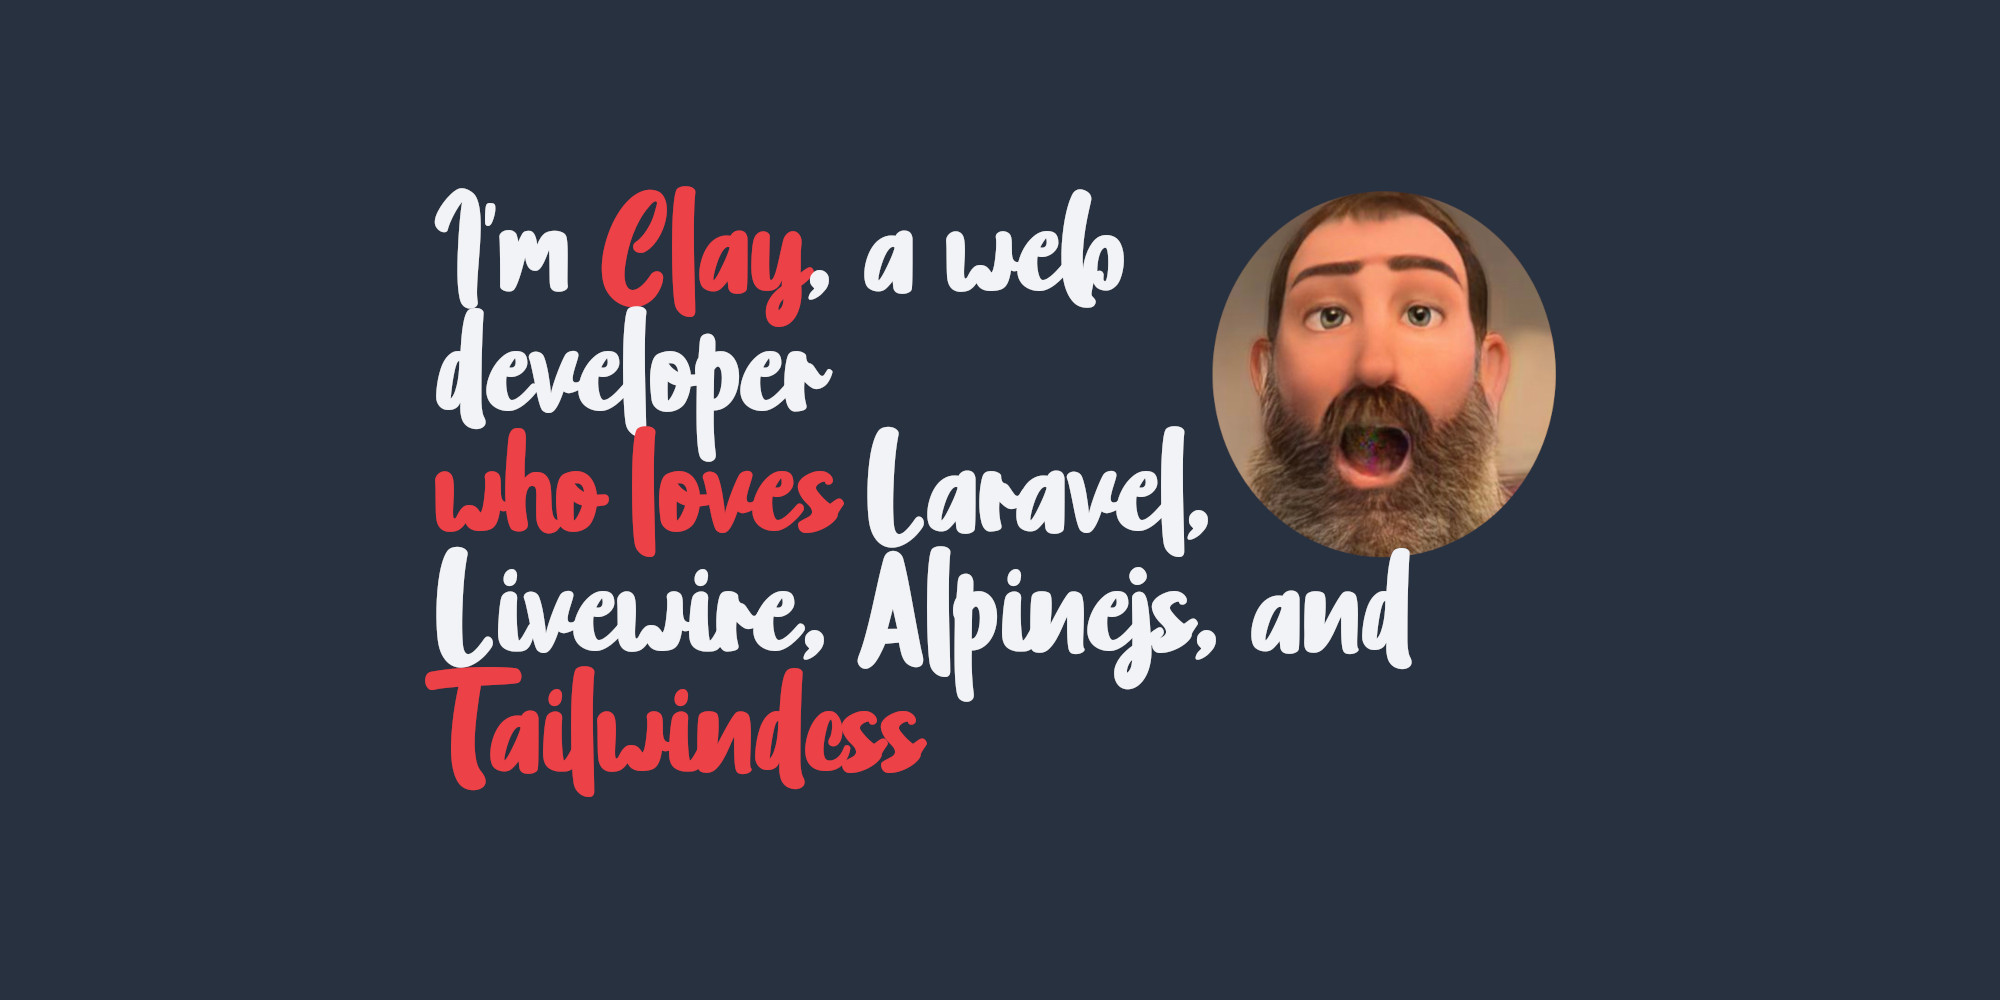 I'm Clay, a web
developer
who loves Laravel,
Livewire, Alpinejs, and
Tailwindcss